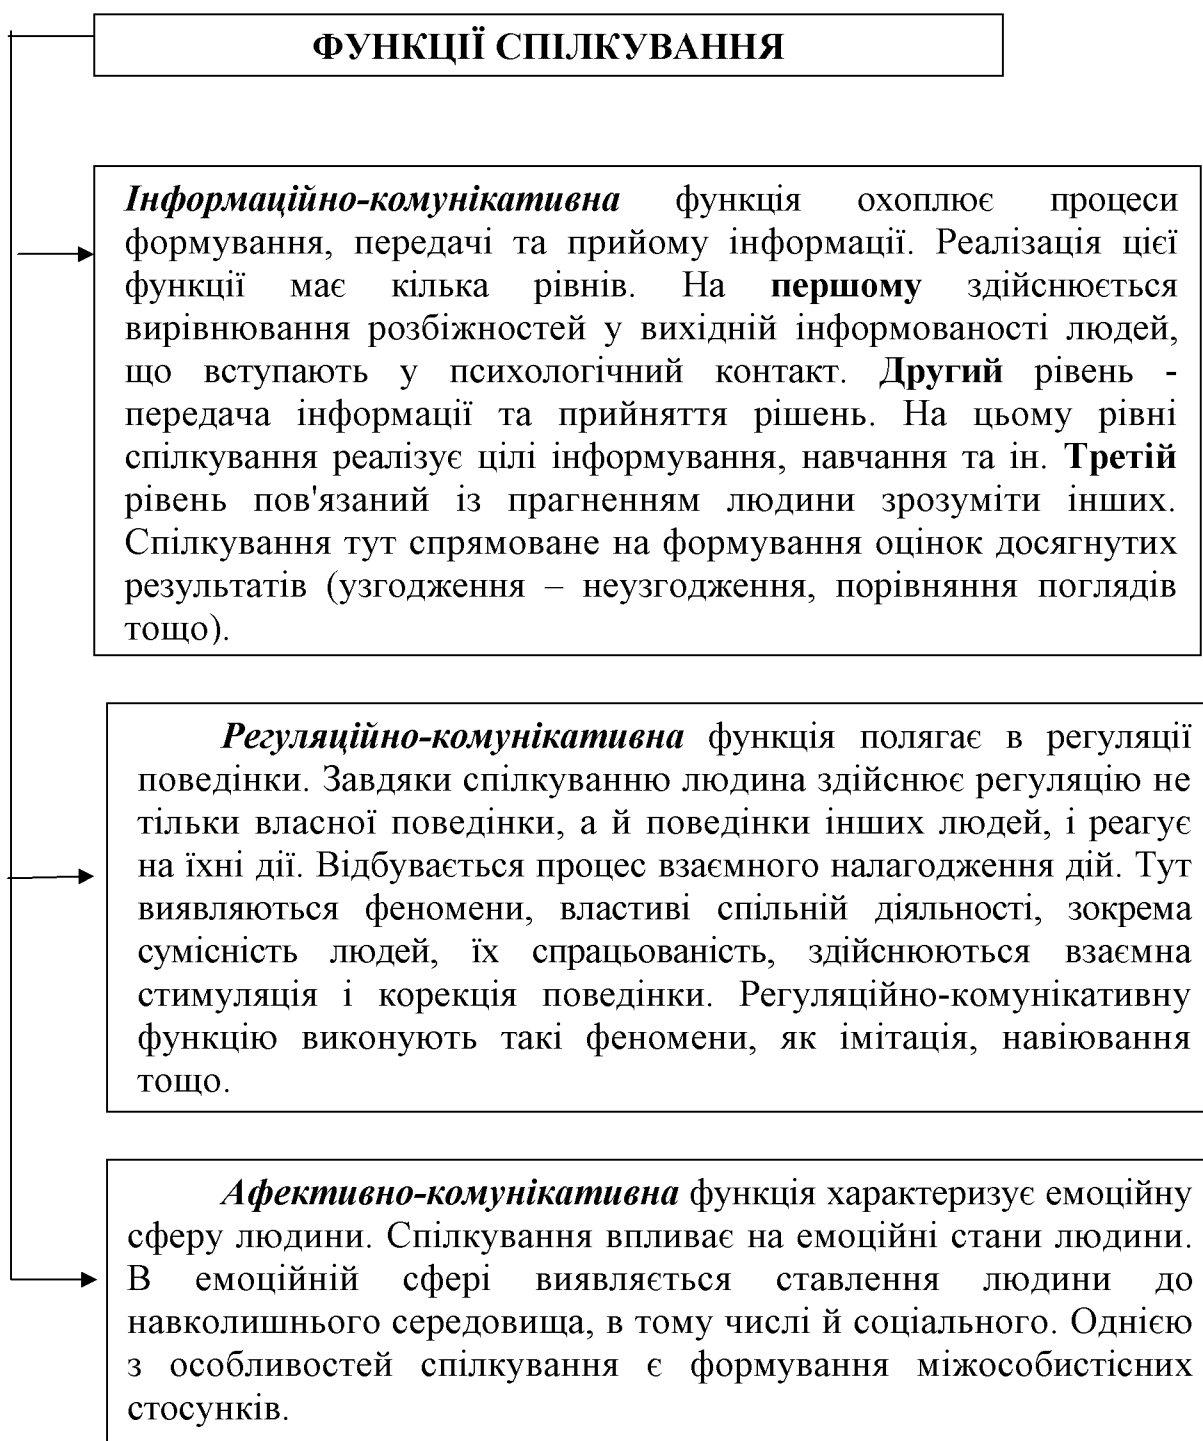 ФУНКЦІЇ СПІЛКУВАННЯ
Інформаційно-комунікативна функція охоплює процеси
формування, передачі та прийому інформації. Реалізація цієї
функції має кілька рівнів. На першому здійснюється
вирівнювання розбіжностей у вихідній інформованості людей,
що вступають у психологічний контакт. Другий рівень -
передача інформації та прийняття рішень. На цьому рівні
спілкування реалізує цілі інформування, навчання та ін. Третій
рівень пов'язаний із прагненням людини зрозуміти інших.
Спілкування тут спрямоване на формування оцінок досягнутих
результатів (узгодження – неузгодження, порівняння поглядів
тощо).
Регуляційно-комунікативна функція полягає в регуляції
поведінки. Завдяки спілкуванню людина здійснює регуляцію не
тільки власної поведінки, а й поведінки інших людей, і реагує
на їхні дії. Відбувається процес взаємного налагодження дій. Тут
виявляються феномени, властиві спільній діяльності, зокрема
сумісність людей, їх спрацьованість, здійснюються взаємна
стимуляція і корекція поведінки. Регуляційно-комунікативну
функцію виконують такі феномени, як імітація, навіювання
тощо.
Афективно-комунікативна функція характеризує емоційну
сферу людини. Спілкування впливає на емоційні стани людини.
В емоційній сфері виявляється ставлення людини до
навколишнього середовища, в тому числі й соціального. Однією
з особливостей спілкування є формування міжособистісних
стосунків.